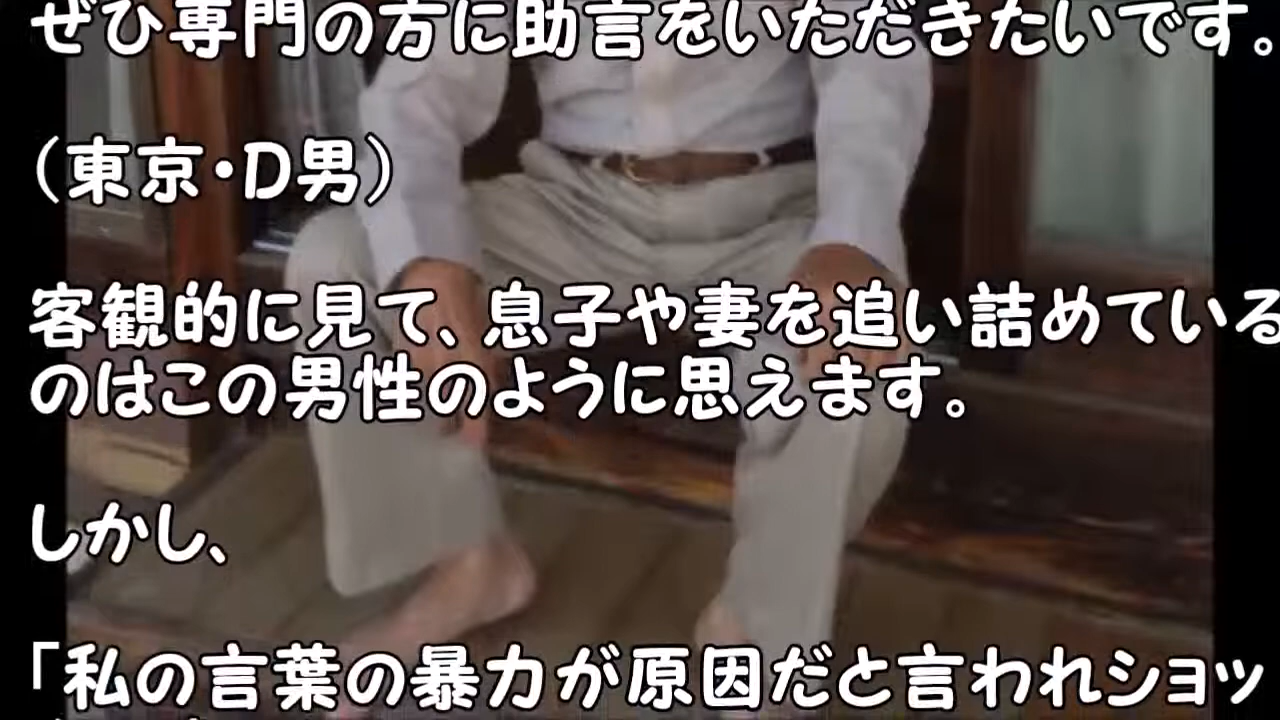 ぜひ専門の方に助言をいただきたいです。
（東京・D男）
客観的に見て、息子や妻を追い詰めている
のはこの男性のように思えます。
しかし、
「私の言葉の暴力が原因だと言われショッ